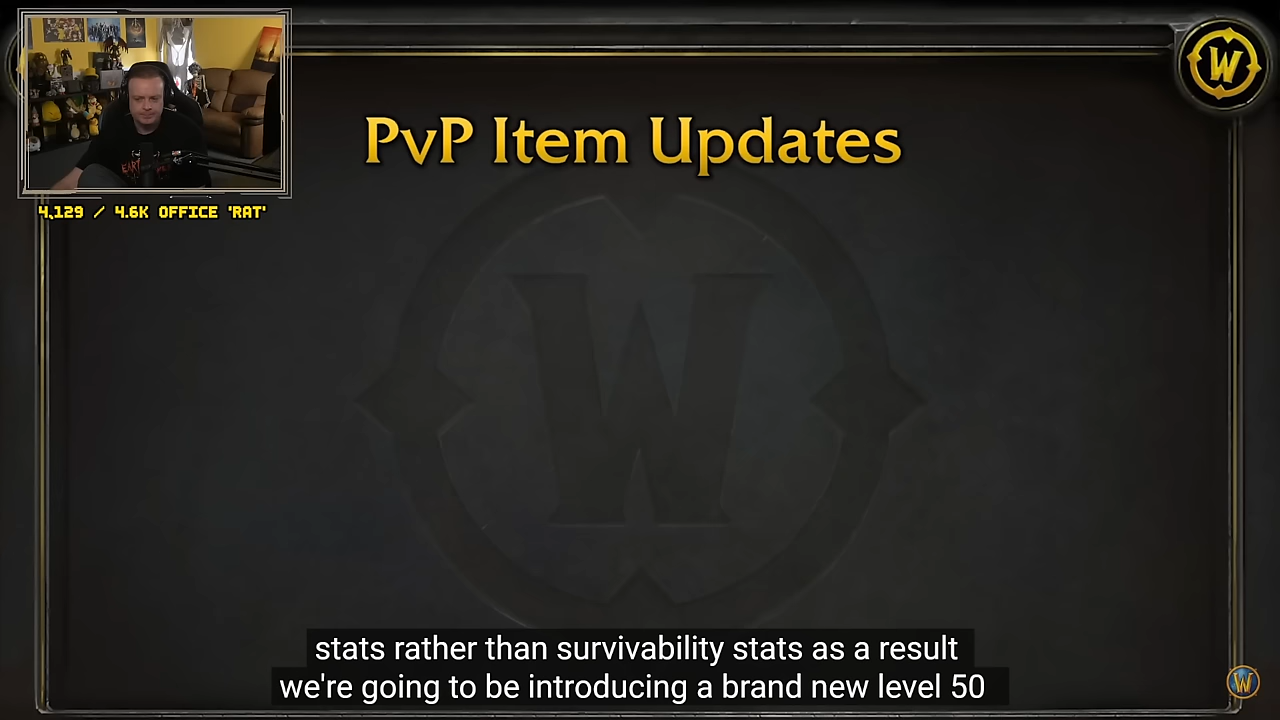 W
PvP Item Updates
4,129 / 4.6K OFFICE 'RAT'
W
stats rather than survivability stats as a result
we're going to be introducing a brand new level 50
W